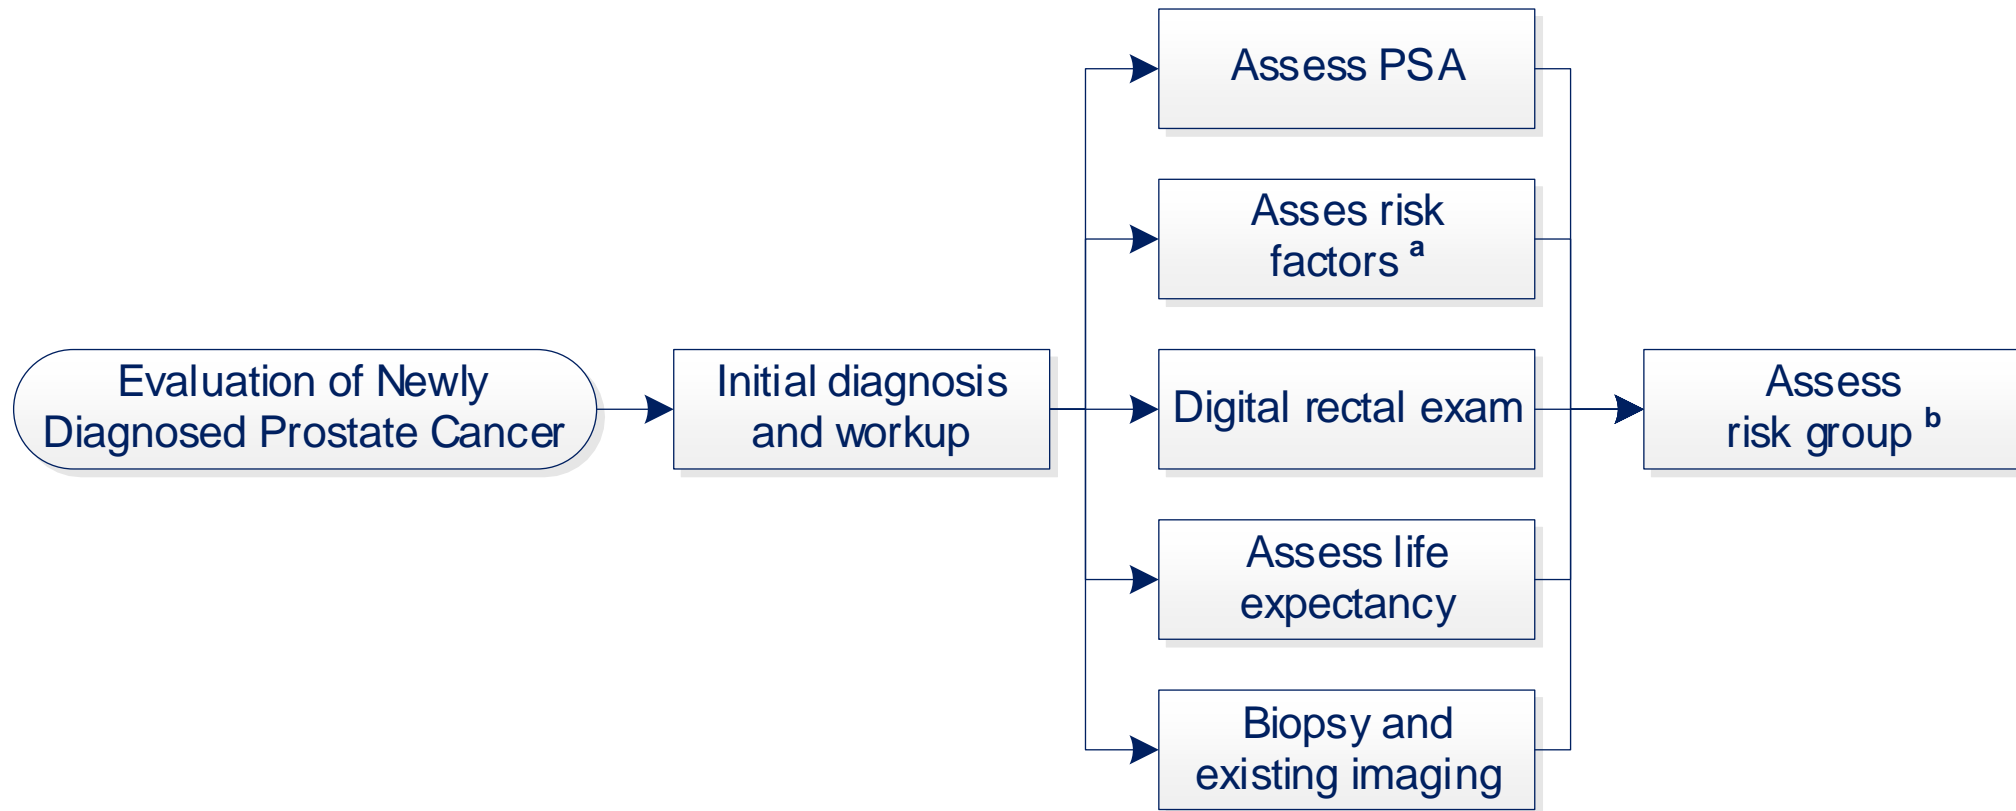 Evaluation of Newly
Diagnosed Prostate Cancer
Initial diagnosis
and workup
Assess PSA
Asses risk
factors a
Digital rectal exam
Assess life
expectancy
Biopsy and
existing imaging
Assess
risk group b